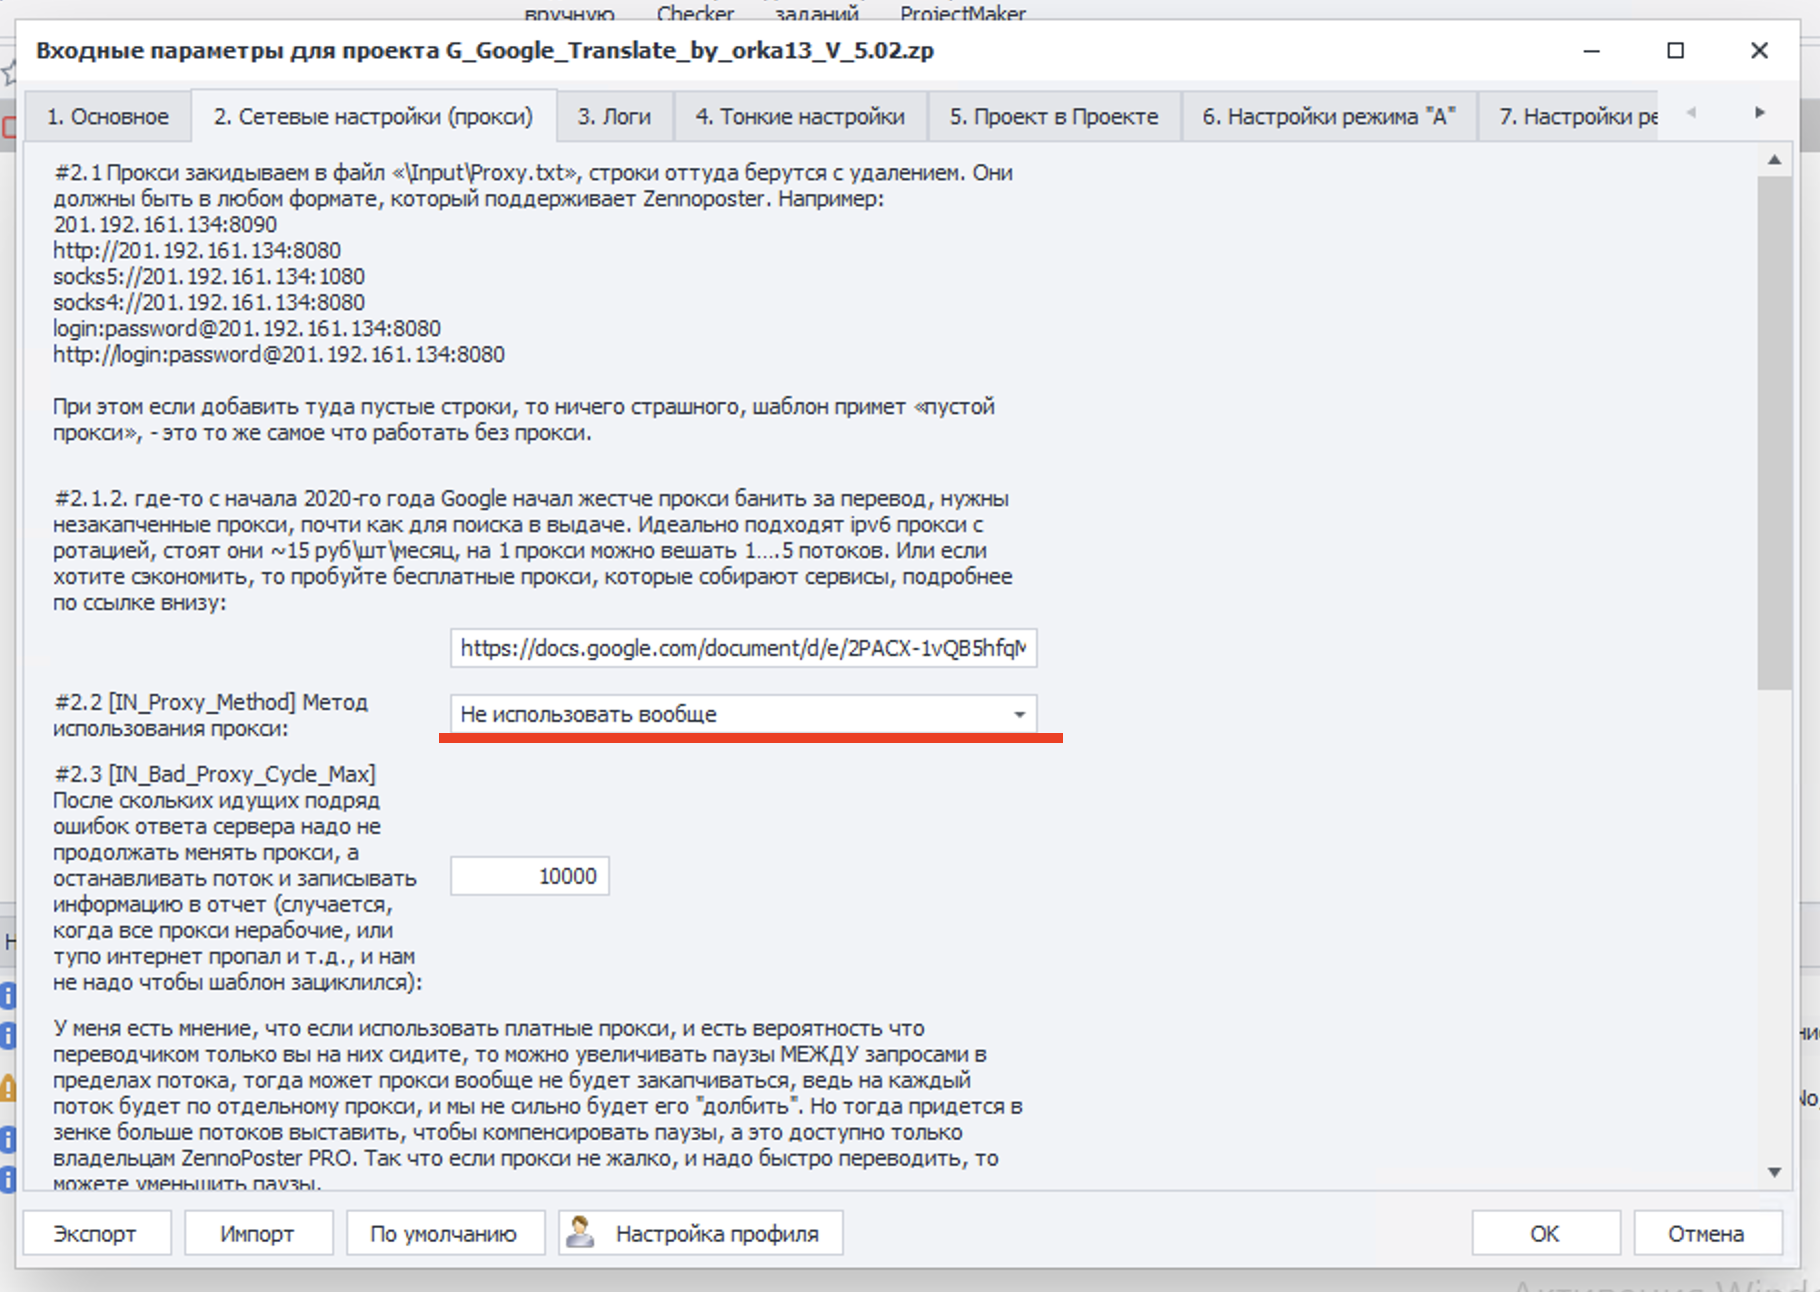 вручную Checker заданий ProjectMaker
Входные параметры для проекта G_Google_Translate_by_orka13_V_5.02.zp
1. Основное 2. Сетевые настройки (прокси) 3. Логи 4. Тонкие настройки 5. Проект в Проекте 6. Настройки режима "А" 7. Настройки ре
#2.1 Прокси закидываем в файл «\Input\Proxy.txt», строки оттуда берутся с удалением. Они
должны быть в любом формате, который поддерживает Zennoposter. Например:
201.192.161.134:8090
http://201.192.161.134:8080
socks5://201.192.161.134:1080
socks4://201.192.161.134:8080
login:password@201.192.161.134:8080
http://login:password@201.192.161.134:8080
При этом если добавить туда пустые строки, то ничего страшного, шаблон примет «пустой
прокси», - это то же самое что работать без прокси.
#2.1.2. где-то с начала 2020-го года Google начал жестче прокси банить за перевод, нужны
незакапченные прокси, почти как для поиска в выдаче. Идеально подходят ipv6 прокси с
ротацией, стоят они ~15 руб\шт\месяц, на 1 прокси можно вешать 1....5 потоков. Или если
хотите сэкономить, то пробуйте бесплатные прокси, которые собирают сервисы, подробнее
по ссылке внизу:
https://docs.google.com/document/d/e/2PACX-1vQB5hfqM
#2.2 [IN_Proxy_Method] Метод
использования прокси:
Не использовать вообще
#2.3 [IN_Bad_Proxy_Cycle_Max]
После скольких идущих подряд
ошибок ответа сервера надо не
продолжать менять прокси, а
останавливать поток и записывать
информацию в отчет (случается,
когда все прокси нерабочие, или
тупо интернет пропал и т.д., и нам
не надо чтобы шаблон зациклился):
10000
У меня есть мнение, что если использовать платные прокси, и есть вероятность что
переводчиком только вы на них сидите, то можно увеличивать паузы МЕЖДУ запросами в
пределах потока, тогда может прокси вообще не будет закапчиваться, ведь на каждый
поток будет по отдельному прокси, и мы не сильно будет его "долбить". Но тогда придется в
зенке больше потоков выставить, чтобы компенсировать паузы, а это доступно только
владельцам ZennoPoster PRO. Так что если прокси не жалко, и надо быстро переводить, то
можете уменьшить паузы.
Экспорт Импорт По умолчанию Настройка профиля OK Отмена